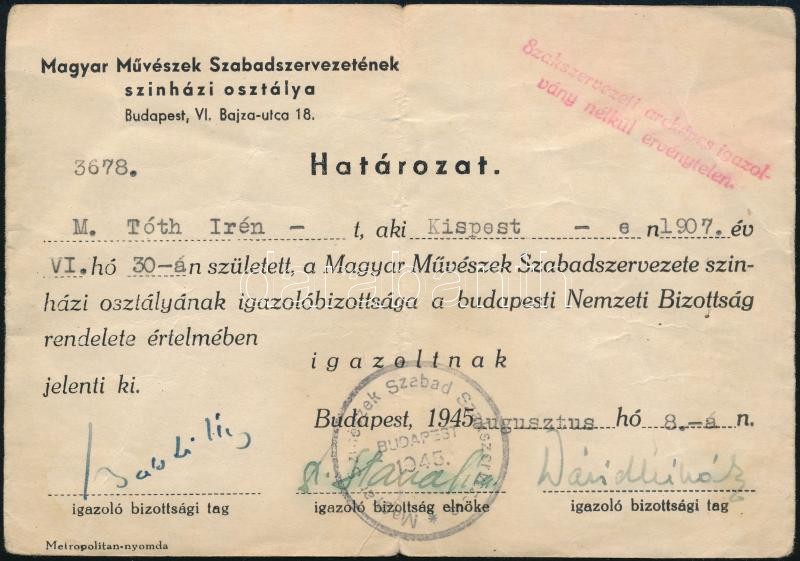 Magyar Művészek Szabadszervezetének
szinházi osztálya
Budapest, VI. Bajza-utca 18.
Szakszervezeti arcképes igazol-
vány nélkül érvénytelen.
3678.
Határozat.
M. Tóth Irén - t, aki Kispest - e n 1907. év
VI. hó 30-án született, a Magyar Művészek Szabadszervezete szin-
házi osztályának igazolóbizottsága a budapesti Nemzeti Bizottság
rendelete értelmében
igazoltnak
jelenti ki.
Budapest, 1945 augusztus hó 8.-á n.
BUDAPEST
1945.
igazoló bizottsági tag igazoló bizottság elnöke igazoló bizottsági tag
Metropolitan-nyomda
darabanth